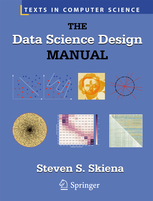 TEXTS IN COMPUTER SCIENCE
THE
Data Science Design
MANUAL
Steven S. Skiena
Springer